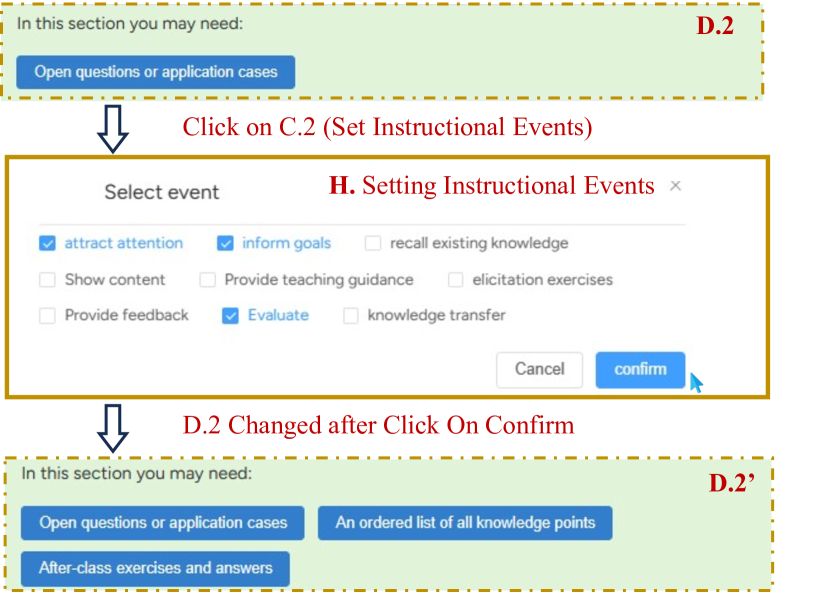 In this section you may need:
D.2
Open questions or application cases
Click on C.2 (Set Instructional Events)
Select event
H. Setting Instructional Events ×
attract attention inform goals recall existing knowledge
Show content Provide teaching guidance elicitation exercises
Provide feedback Evaluate knowledge transfer
Cancel confirm
D.2 Changed after Click On Confirm
In this section you may need:
D.2’
Open questions or application cases An ordered list of all knowledge points
After-class exercises and answers